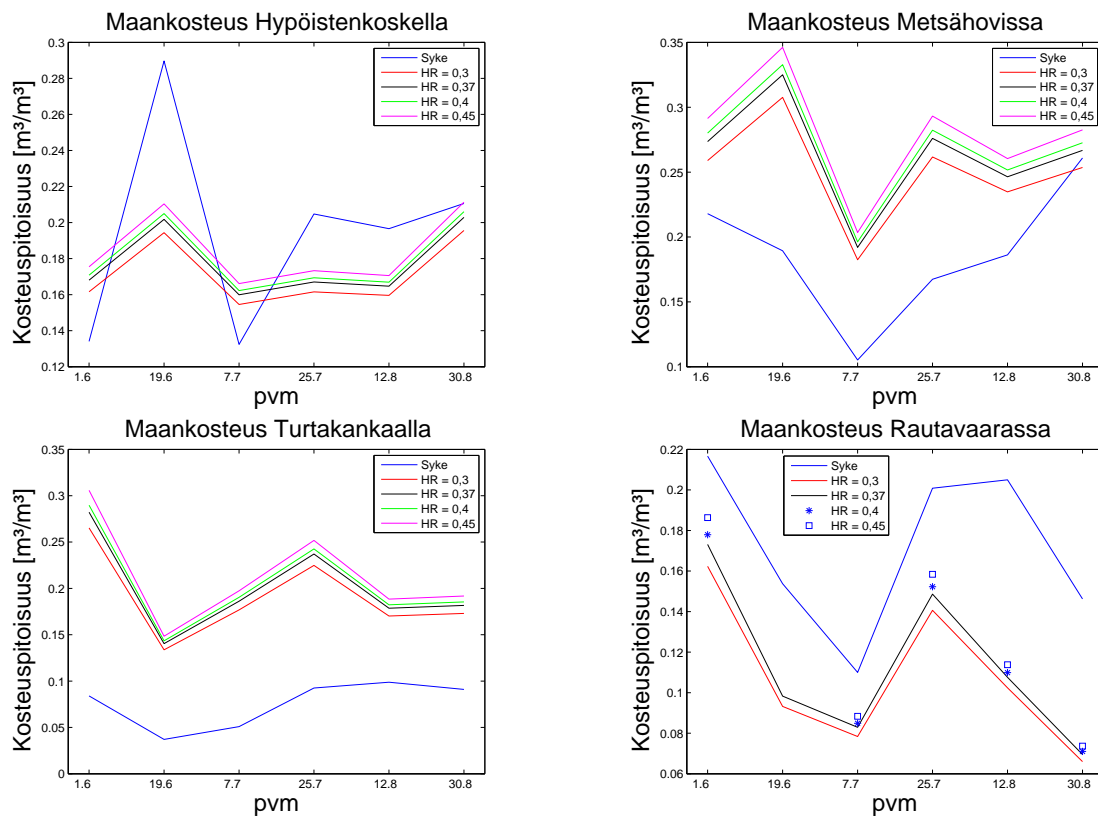 Maankosteus Hypöistenkoskella
Kosteuspitoisuus [m³/m³]
0.3
0.28
0.26
0.24
0.22
0.2
0.18
0.16
0.14
0.12
Syke
HR = 0,3
HR = 0,37
HR = 0,4
HR = 0,45
1.6 19.6 7.7 25.7 12.8 30.8
pvm
Maankosteus Metsähovissa
Kosteuspitoisuus [m³/m³]
0.35
0.3
0.25
0.2
0.15
0.1
Syke
HR = 0,3
HR = 0,37
HR = 0,4
HR = 0,45
1.6 19.6 7.7 25.7 12.8 30.8
pvm
Maankosteus Turtakankaalla
Kosteuspitoisuus [m³/m³]
0.35
0.3
0.25
0.2
0.15
0.1
0.05
0
Syke
HR = 0,3
HR = 0,37
HR = 0,4
HR = 0,45
1.6 19.6 7.7 25.7 12.8 30.8
pvm
Maankosteus Rautavaarassa
Kosteuspitoisuus [m³/m³]
0.22
0.2
0.18
0.16
0.14
0.12
0.1
0.08
0.06
Syke
HR = 0,3
HR = 0,37
HR = 0,4
HR = 0,45
1.6 19.6 7.7 25.7 12.8 30.8
pvm